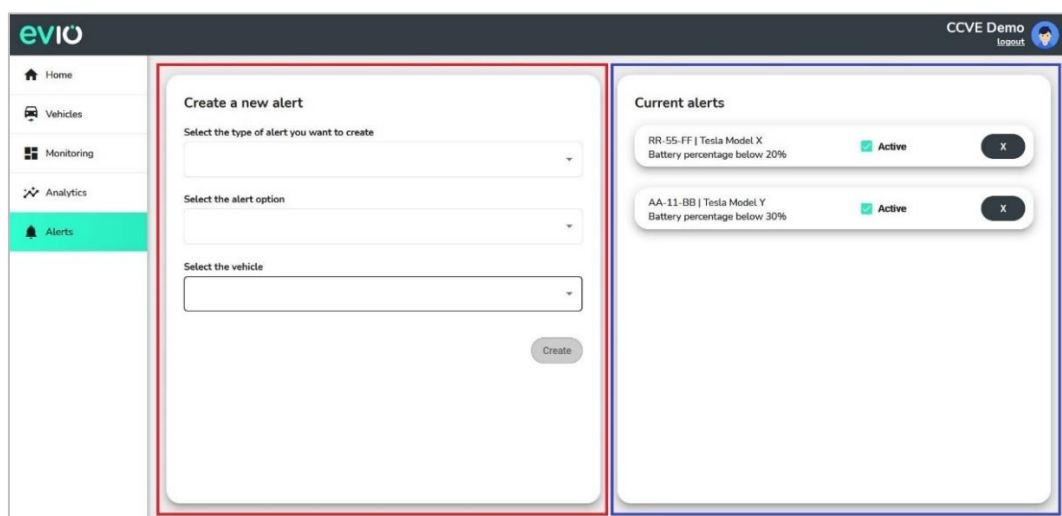 evio
CCVE Demo
logout
Home
Vehicles
Monitoring
Analytics
Alerts
Create a new alert
Select the type of alert you want to create
Select the alert option
Select the vehicle
Create
Current alerts
RR-55-FF | Tesla Model X
Battery percentage below 20%
Active
X
AA-11-BB | Tesla Model Y
Battery percentage below 30%
Active
X